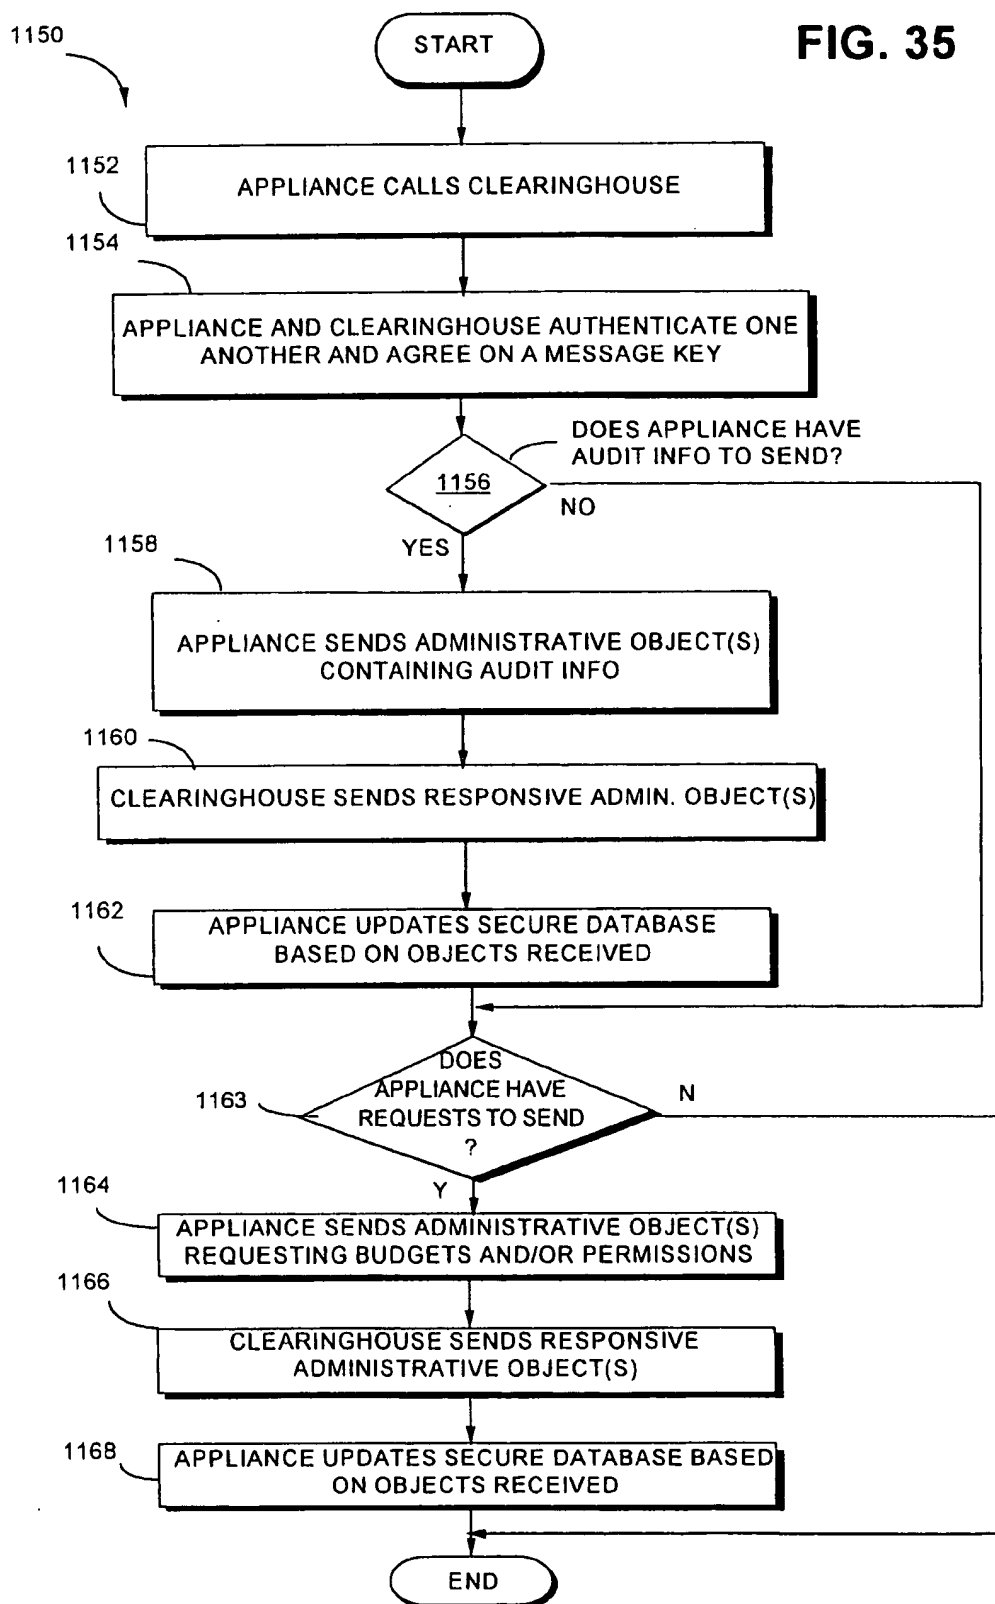 1150
START
FIG. 35
1152
APPLIANCE CALLS CLEARINGHOUSE
1154
APPLIANCE AND CLEARINGHOUSE AUTHENTICATE ONE
ANOTHER AND AGREE ON A MESSAGE KEY
DOES APPLIANCE HAVE
AUDIT INFO TO SEND?
1156
NO
YES
1158
APPLIANCE SENDS ADMINISTRATIVE OBJECT(S)
CONTAINING AUDIT INFO
1160
CLEARINGHOUSE SENDS RESPONSIVE ADMIN. OBJECT(S)
1162
APPLIANCE UPDATES SECURE DATABASE
BASED ON OBJECTS RECEIVED
1163
DOES
APPLIANCE HAVE
REQUESTS TO SEND
?
N
Y
1164
APPLIANCE SENDS ADMINISTRATIVE OBJECT(S)
REQUESTING BUDGETS AND/OR PERMISSIONS
1166
CLEARINGHOUSE SENDS RESPONSIVE
ADMINISTRATIVE OBJECT(S)
1168
APPLIANCE UPDATES SECURE DATABASE BASED
ON OBJECTS RECEIVED
END